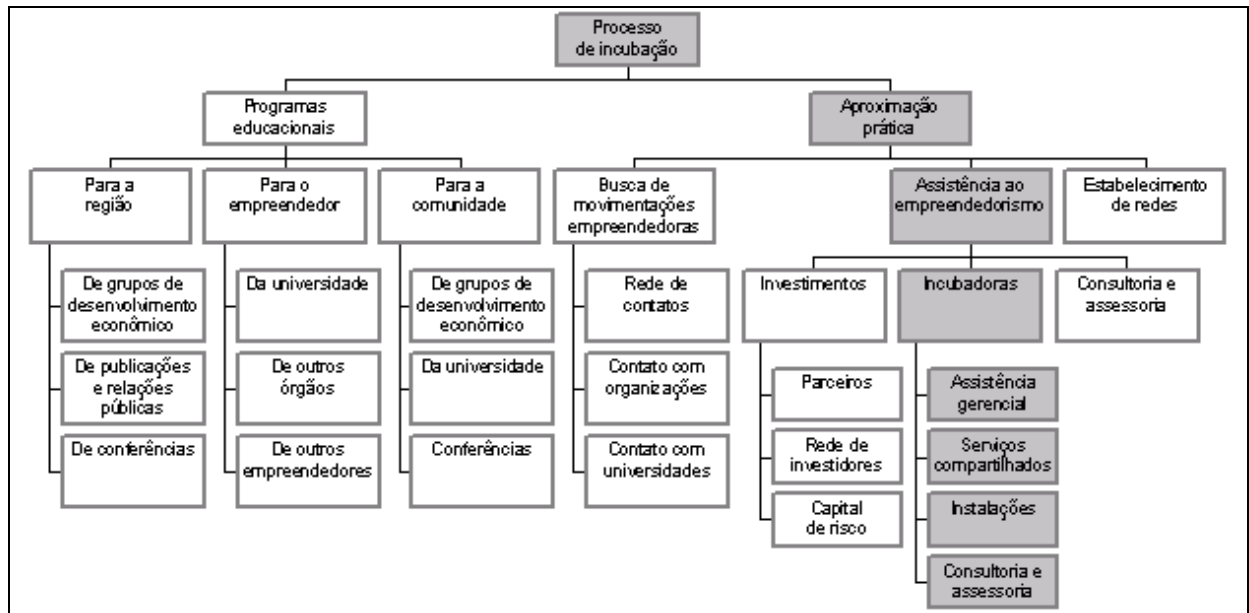 Processo
de incubação
Programas
educacionais
Aproximação
prática
Para a
região
Para o
empreendedor
Para a
comunidade
Busca de
movimentações
empreendedoras
Assistência ao
empreendedorismo
Estabelecimento
de redes
De grupos de
desenvolvimento
econômico
De publicações
e relações
públicas
De conferências
Da universidade
De outros
órgãos
De outros
empreendedores
De grupos de
desenvolvimento
econômico
Da universidade
Conferências
Rede de
contatos
Contato com
organizações
Contato com
universidades
Investimentos
Incubadoras
Consultoria e
assessoria
Parceiros
Rede de
investidores
Capital
de risco
Assistência
gerencial
Serviços
compartilhados
Instalações
Consultoria e
assessoria